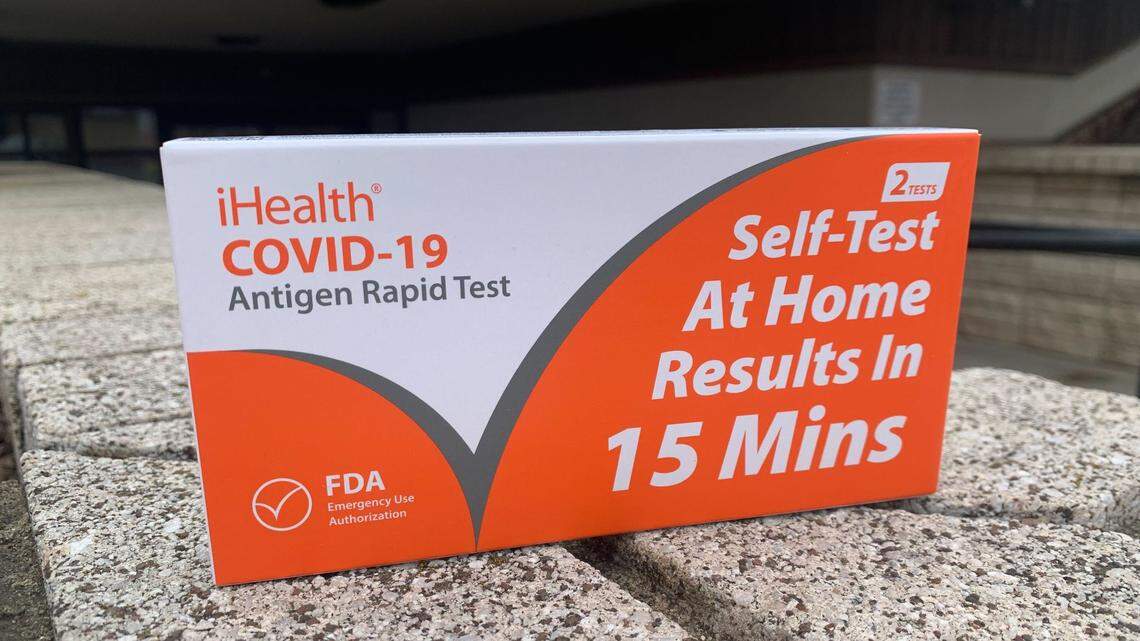 iHealth®
COVID-19
Antigen Rapid Test
2 TESTS
Self-Test
At Home
Results In
15 Mins
FDA
Emergency Use
Authorization